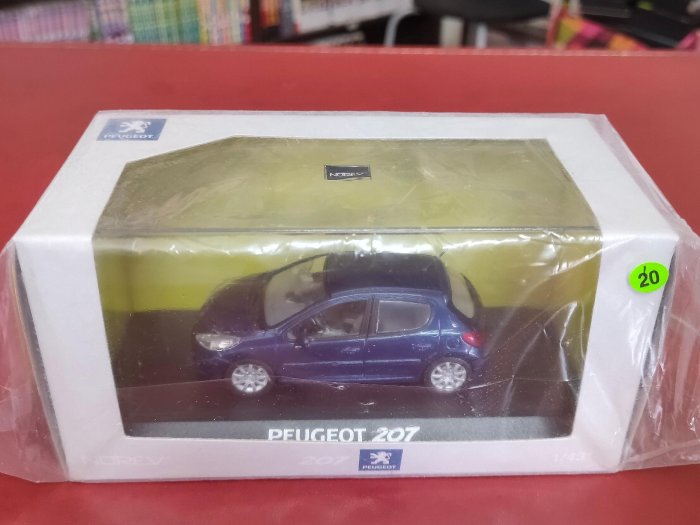 PEUGEOT
NOREV
20
PEUGEOT 207
NOREV 207 PEUGEOT 1/43